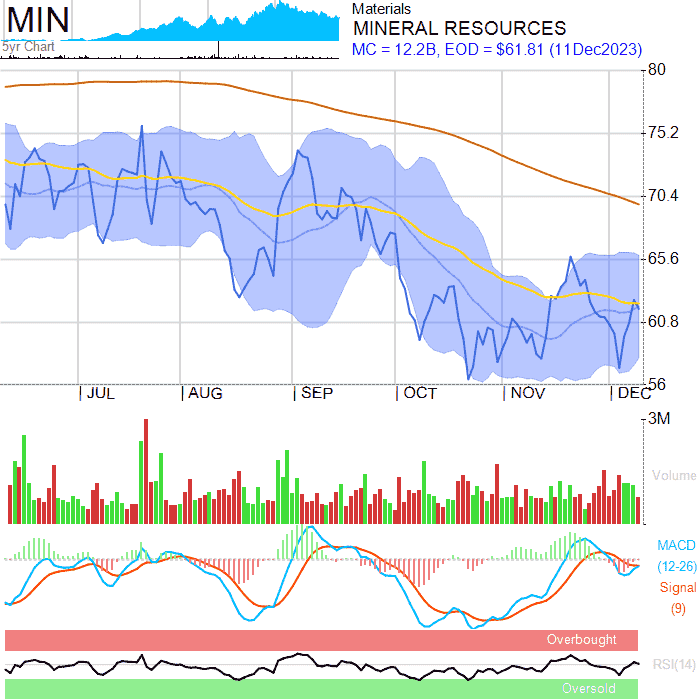 MIN
5yr Chart
Materials
MINERAL RESOURCES
MC = 12.2B, EOD = $61.81 (11Dec2023)
80
75.2
70.4
65.6
60.8
56
JUL AUG SEP OCT NOV DEC
3M
Volume
MACD
(12-26)
Signal
(9)
Overbought
RSI(14)
Oversold